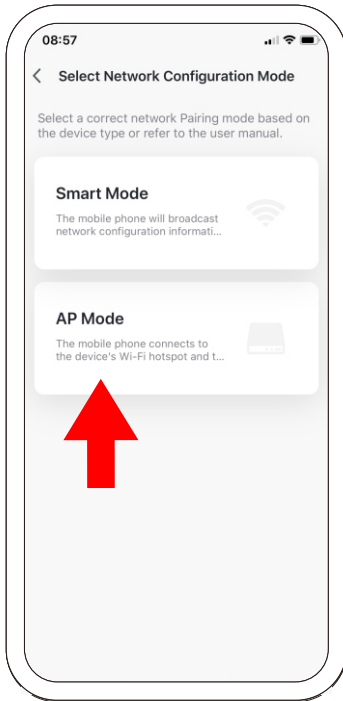 08:57
Select Network Configuration Mode
Select a correct network Pairing mode based on
the device type or refer to the user manual.
Smart Mode
The mobile phone will broadcast
network configuration informati...
AP Mode
The mobile phone connects to
the device's Wi-Fi hotspot and t...